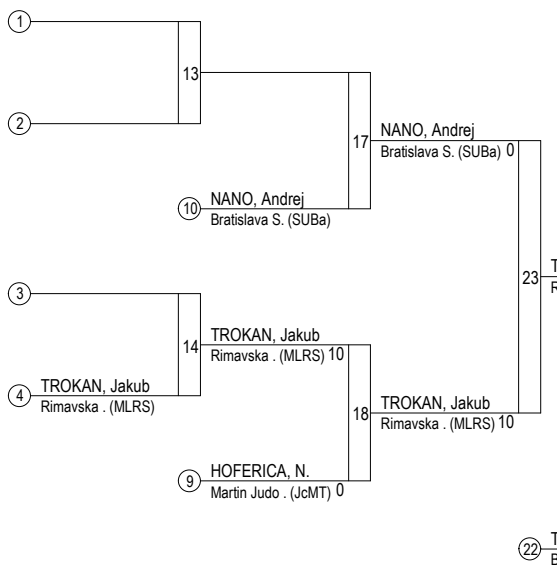 1
13
2
17
NANO, Andrej
Bratislava S. (SUBa) 0
10
NANO, Andrej
Bratislava S. (SUBa)
23
3
14
TROKAN, Jakub
Rimavska . (MLRS) 10
4
TROKAN, Jakub
Rimavska . (MLRS)
18
TROKAN, Jakub
Rimavska . (MLRS) 10
9
HOFERICA, N.
Martin Judo . (JcMT) 0
22